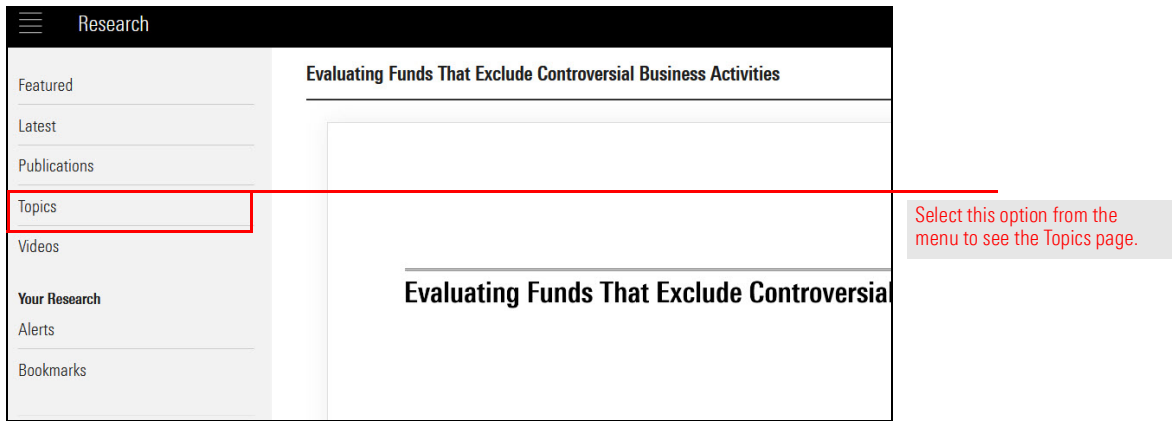 Research
Featured
Latest
Publications
Topics
Videos
Your Research
Alerts
Bookmarks
Evaluating Funds That Exclude Controversial Business Activities
Evaluating Funds That Exclude Controversial
Select this option from the
menu to see the Topics page.